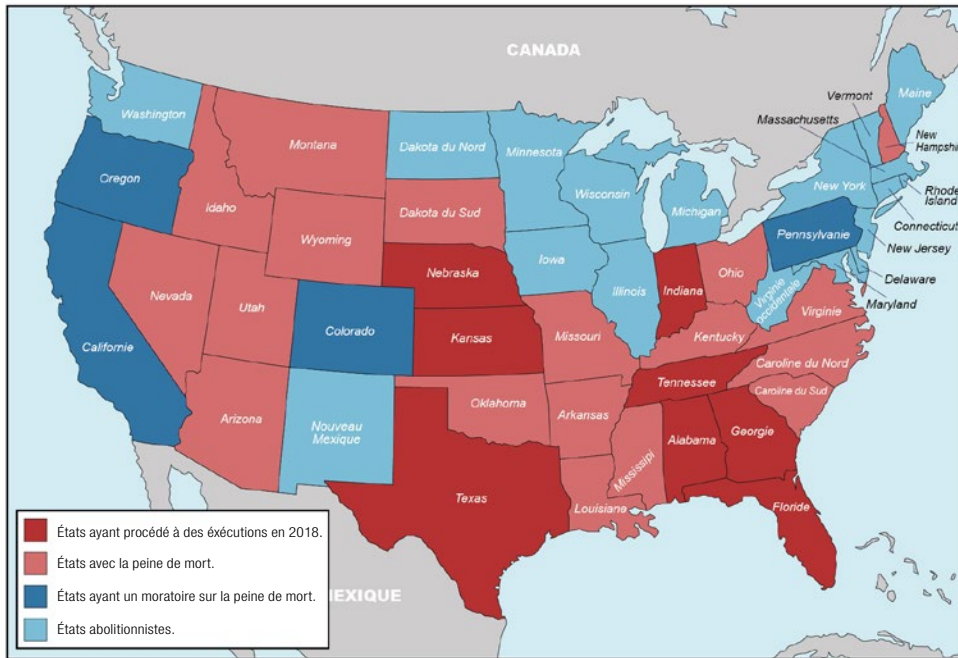 CANADA
Washington
Oregon
Californie
Nevada
Idaho
Montana
Wyoming
Utah
Arizona
Colorado
Nouveau
Mexique
Dakota du Nord
Dakota du Sud
Nebraska
Kansas
Oklahoma
Texas
Minnesota
Iowa
Missouri
Arkansas
Louisiane
Wisconsin
Illinois
Michigan
Indiana
Ohio
Kentucky
Tennessee
Mississipi
Alabama
Georgie
Floride
Caroline du Sud
Caroline du Nord
Virginie
Virginie
occidentale
Pennsylvanie
New York
Vermont
Maine
Massachusetts
New
Hampshi
Rhode
Island
Connecticut
New Jersey
Delaware
Maryland
États ayant procédé à des éxécutions en 2018.
États avec la peine de mort.
États ayant un moratoire sur la peine de mort.
États abolitionnistes.
MEXIQUE